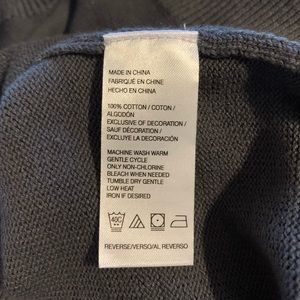 MADE IN CHINA
FABRIQUÉ EN CHINE
HECHO EN CHINA
100% COTTON / COTON /
ALGODÓN
EXCLUSIVE OF DECORATION /
SAUF DÉCORATION /
EXCLUYE LA DECORACIÓN
MACHINE WASH WARM
GENTLE CYCLE
ONLY NON-CHLORINE
BLEACH WHEN NEEDED
TUMBLE DRY GENTLE
LOW HEAT
IRON IF DESIRED
40C
REVERSE/VERSO/AL REVERSO